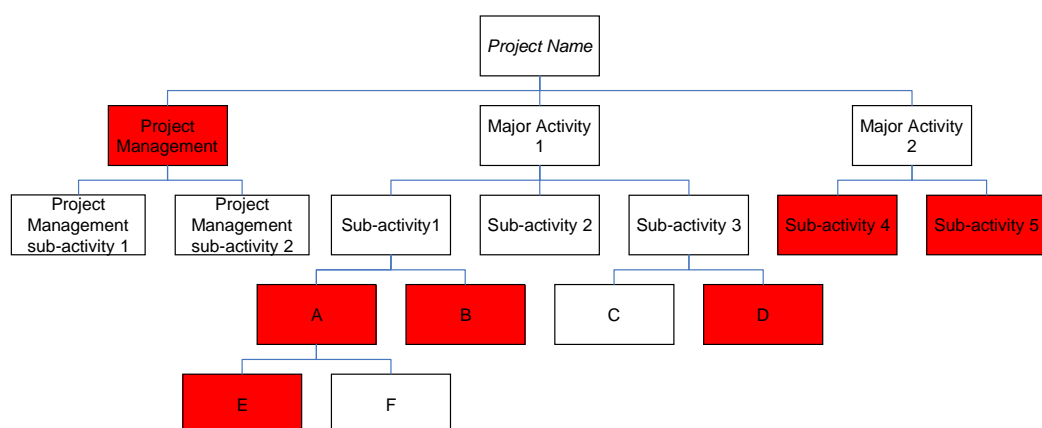 Project Name
Project
Management
Major Activity
1
Major Activity
2
Project
Management
sub-activity 1
Project
Management
sub-activity 2
Sub-activity1
Sub-activity 2
Sub-activity 3
Sub-activity 4
Sub-activity 5
A
B
C
D
E
F